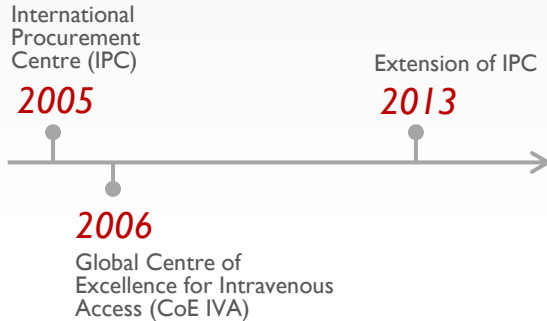 International
Procurement
Centre (IPC)
2005
Extension of IPC
2013
2006
Global Centre of
Excellence for Intravenous
Access (CoE IVA)